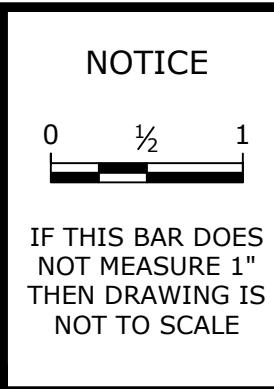 NOTICE
0 ½ 1
IF THIS BAR DOES
NOT MEASURE 1"
THEN DRAWING IS
NOT TO SCALE